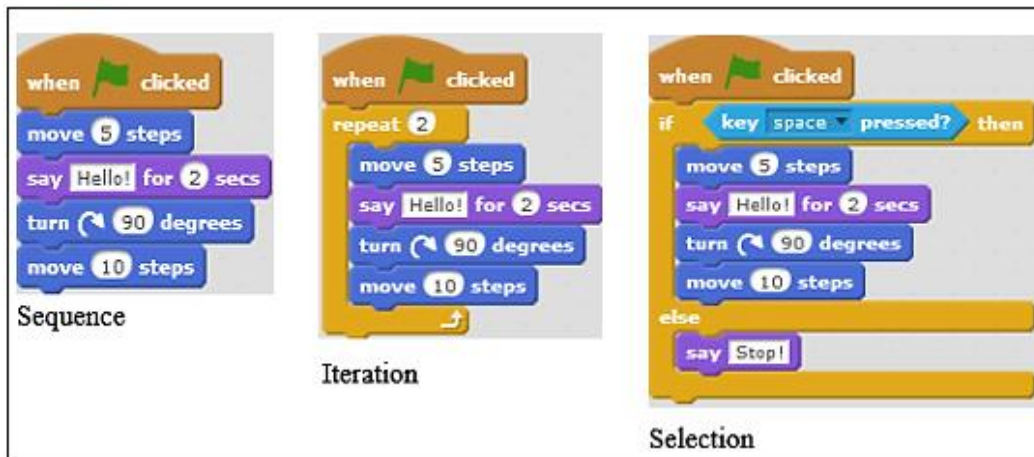 when clicked
move 5 steps
say Hello! for 2 secs
turn 90 degrees
move 10 steps
Sequence
when clicked
repeat 2
move 5 steps
say Hello! for 2 secs
turn 90 degrees
move 10 steps
Iteration
when clicked
if key space pressed? then
move 5 steps
say Hello! for 2 secs
turn 90 degrees
move 10 steps
else
say Stop!
Selection